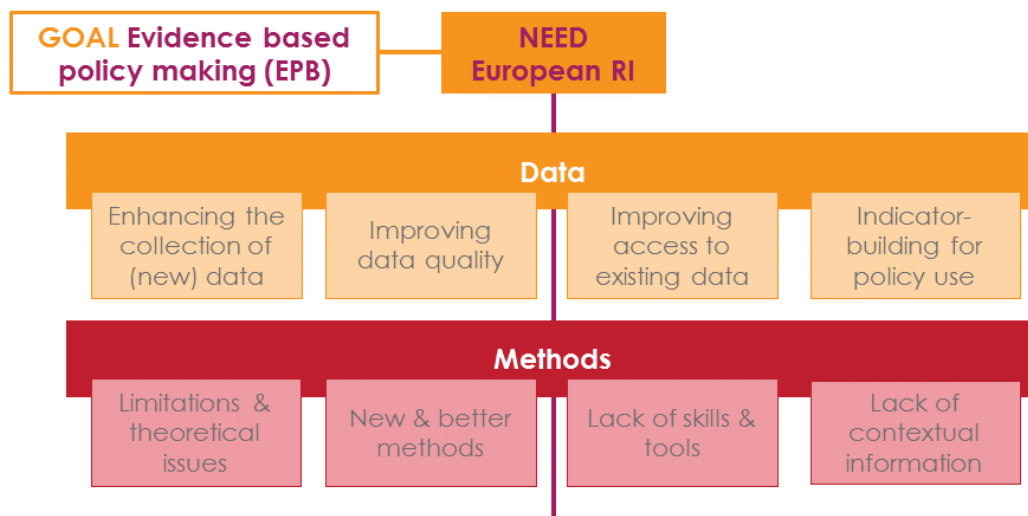 GOAL Evidence based
policy making (EPB)
NEED
European RI
Data
Enhancing the
collection of
(new) data
Improving
data quality
Improving
access to
existing data
Indicator-
building for
policy use
Methods
Limitations &
theoretical
issues
New & better
methods
Lack of skills &
tools
Lack of
contextual
information